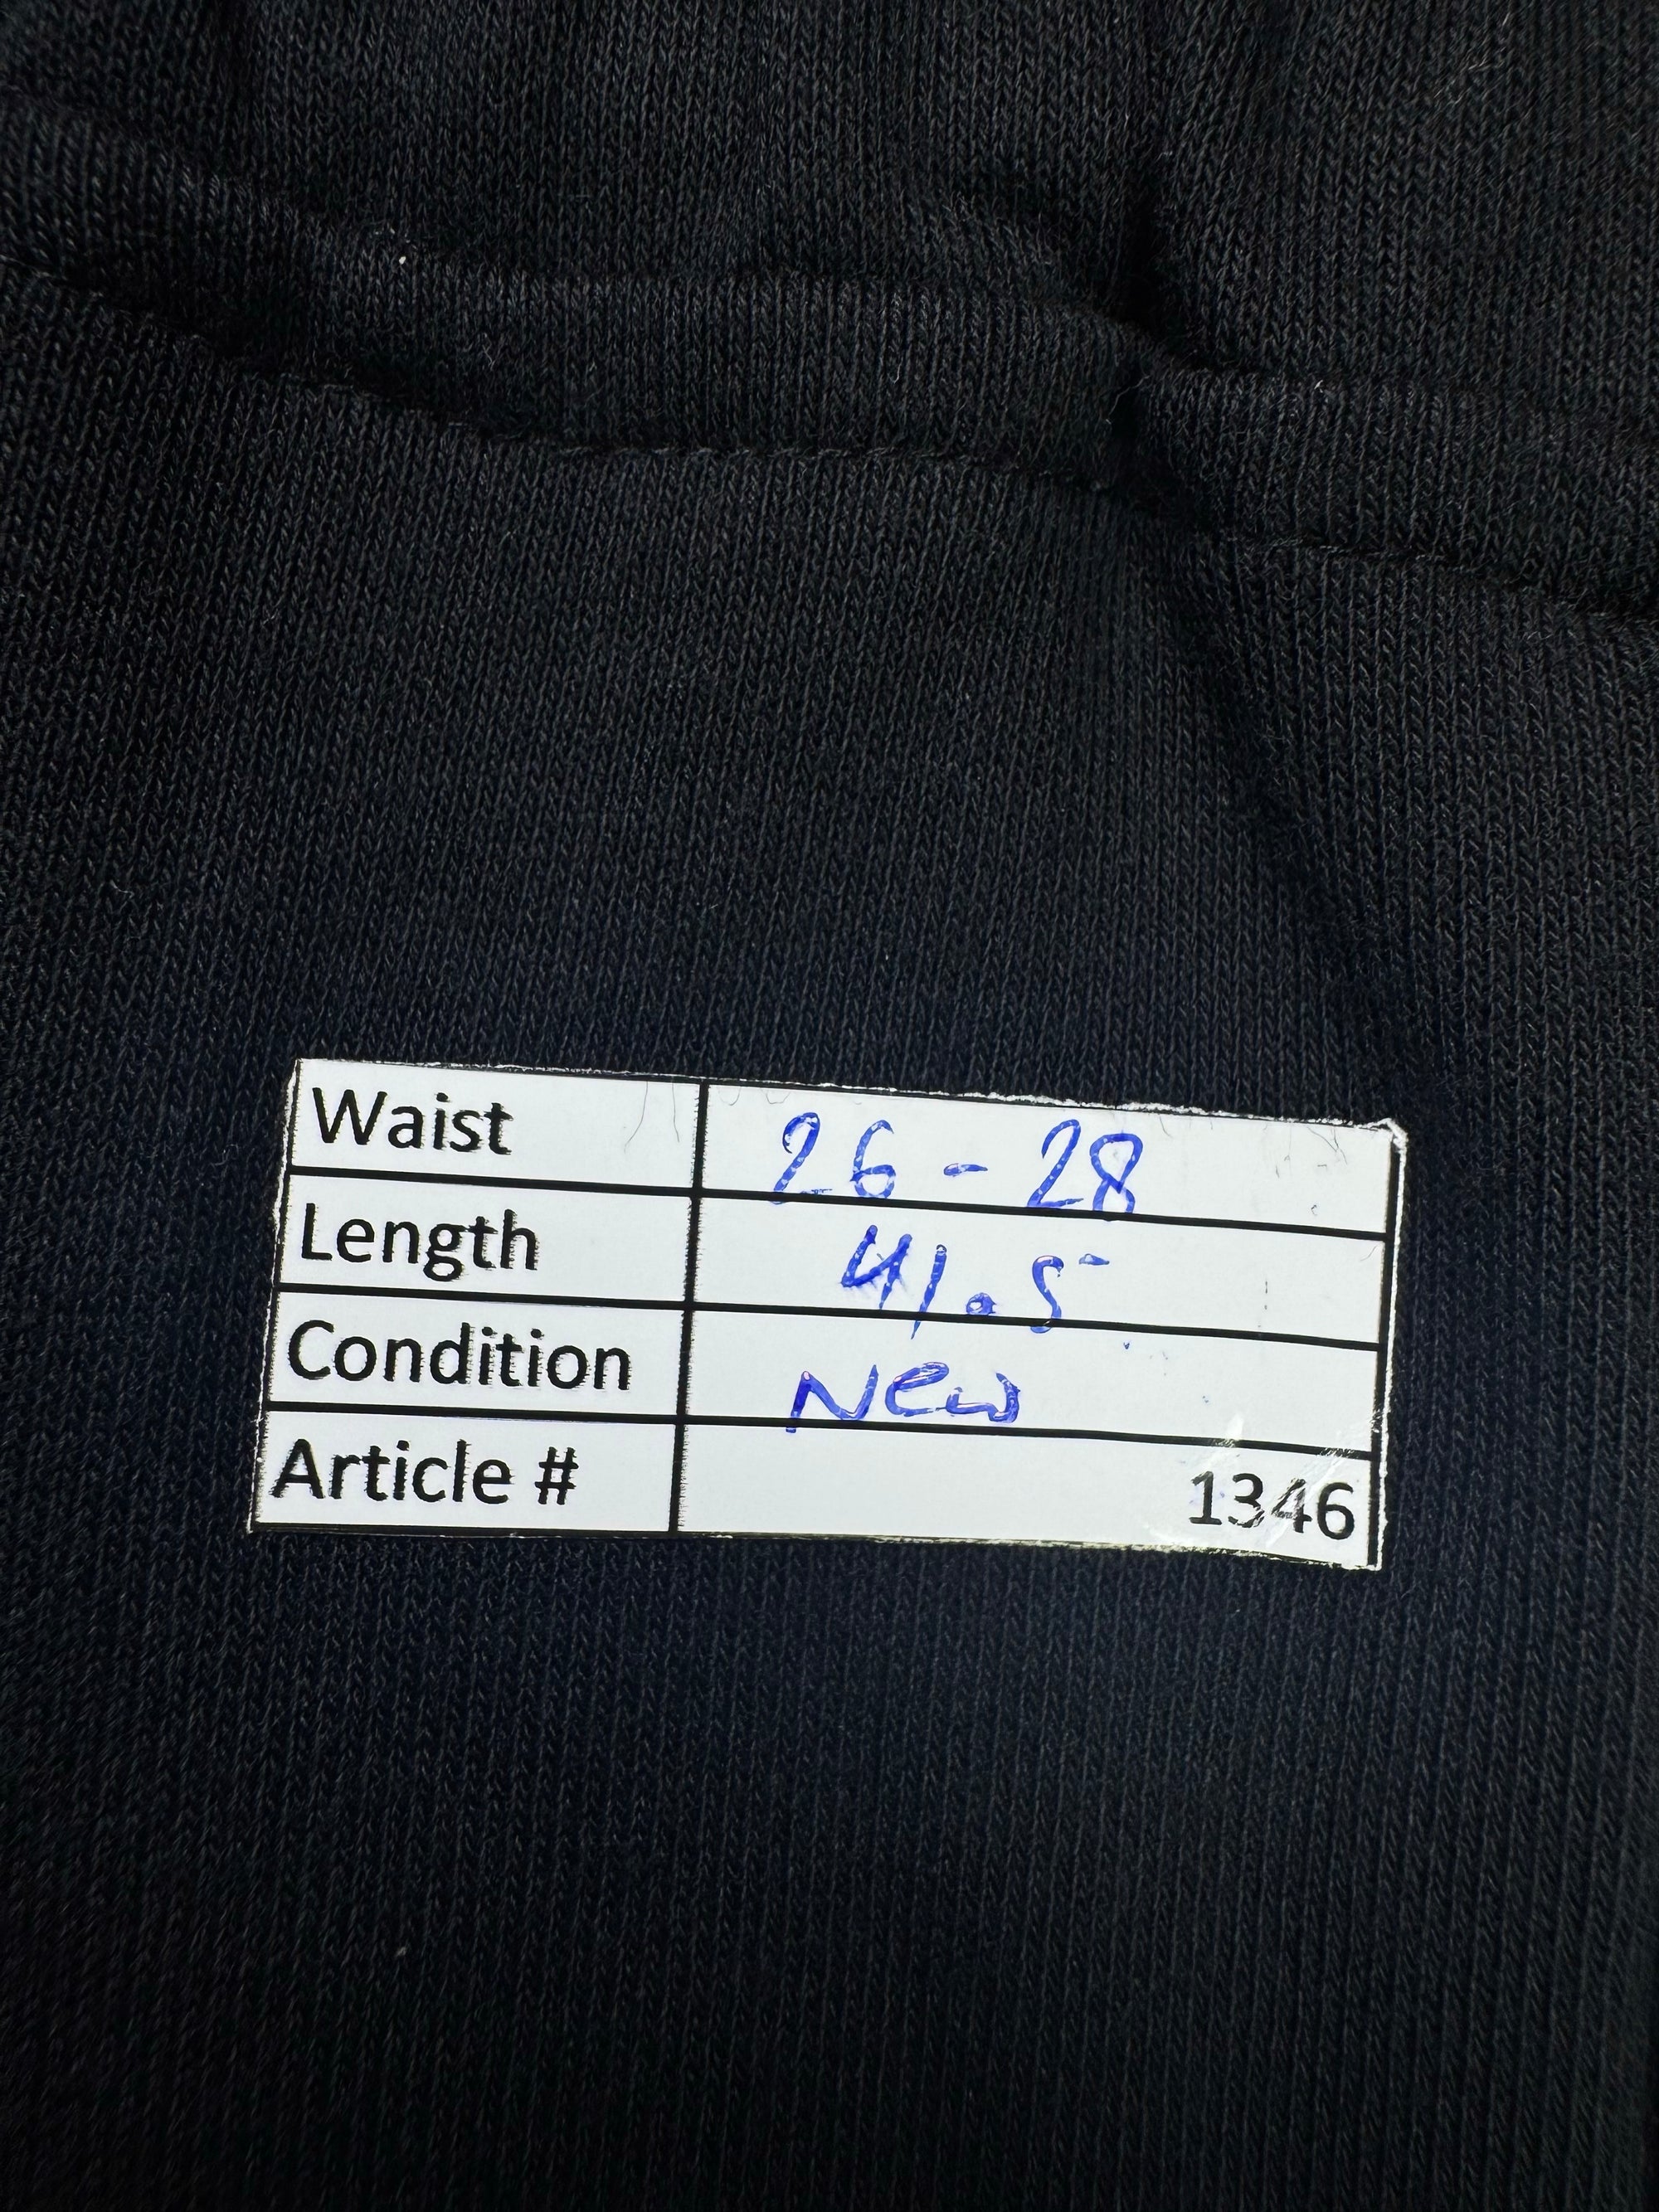 Waist 26 - 28
Length 41.5
Condition New
Article # 1346